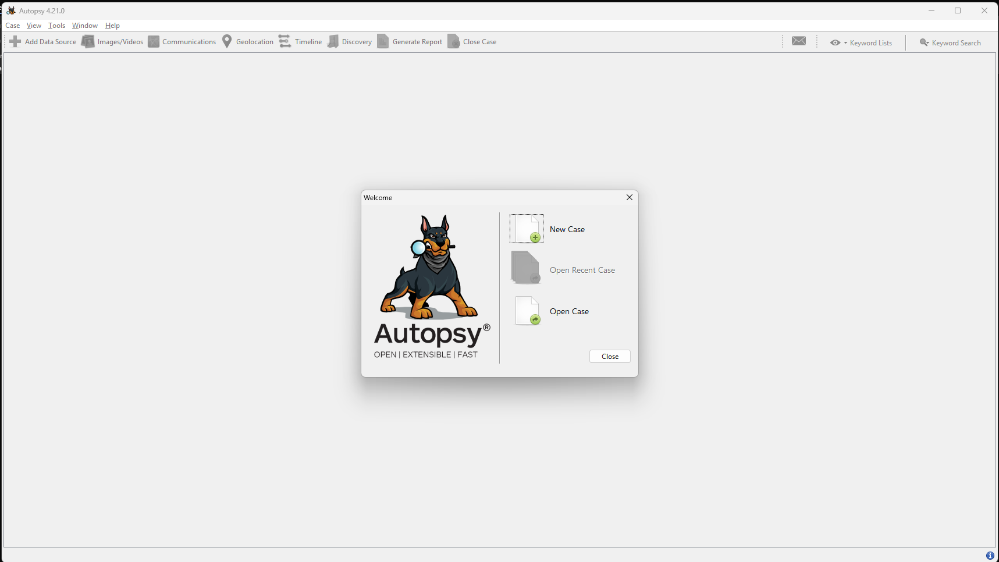 Autopsy 4.21.0
Case View Tools Window Help
Add Data Source Images/Videos Communications Geolocation Timeline Discovery Generate Report Close Case Keyword Lists Keyword Search
Welcome
New Case
Open Recent Case
Open Case
Autopsy®
OPEN | EXTENSIBLE | FAST
Close